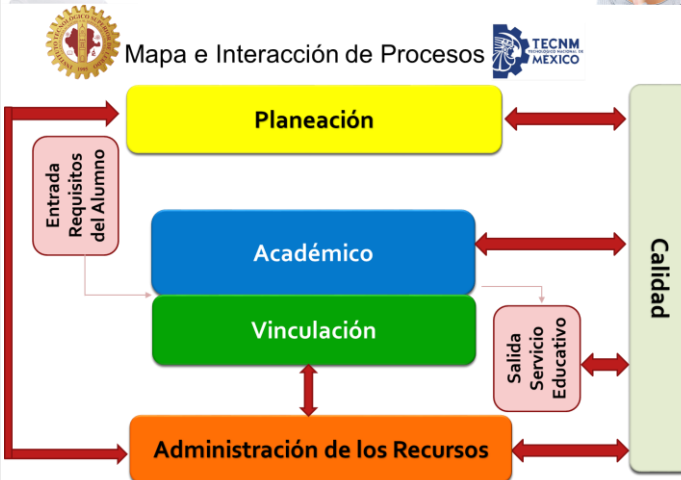 Mapa e Interacción de Procesos
TECNM
TECNOLÓGICO NACIONAL DE
MÉXICO
Planeación
Entrada
Requisitos
del Alumno
Académico
Vinculación
Calidad
Salida
Servicio
Educativo
Administración de los Recursos